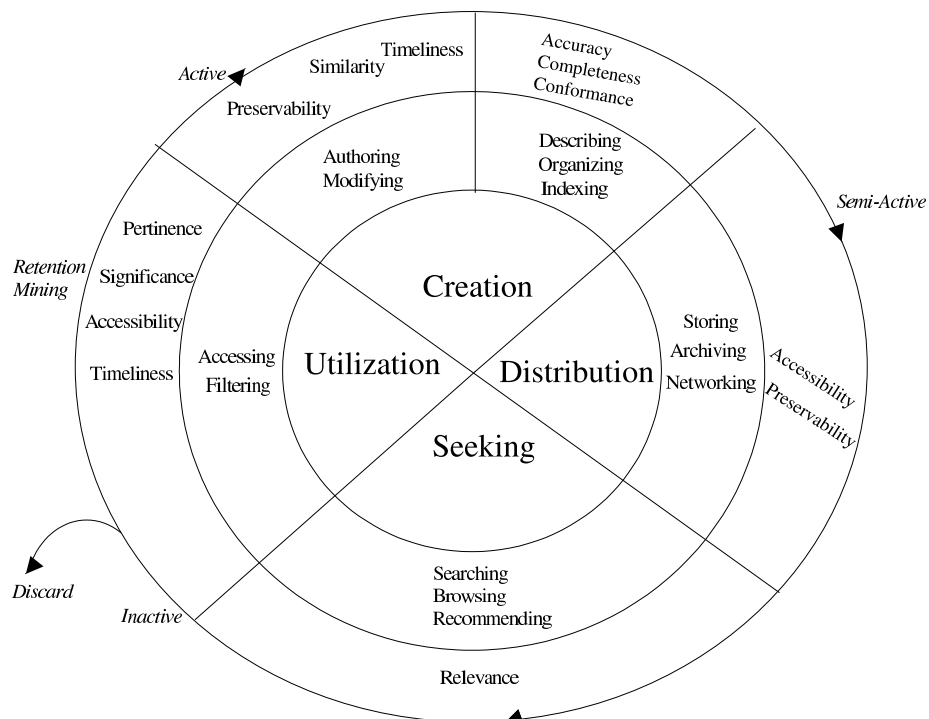 Timeliness
Similarity
Active
Preservability
Accuracy
Completeness
Conformance
Authoring
Modifying
Describing
Organizing
Indexing
Semi-Active
Pertinence
Retention
Mining
Significance
Accessibility
Timeliness
Accessing
Filtering
Creation
Utilization
Distribution
Seeking
Storing
Archiving
Networking
Accessibility
Preservability
Discard
Inactive
Searching
Browsing
Recommending
Relevance